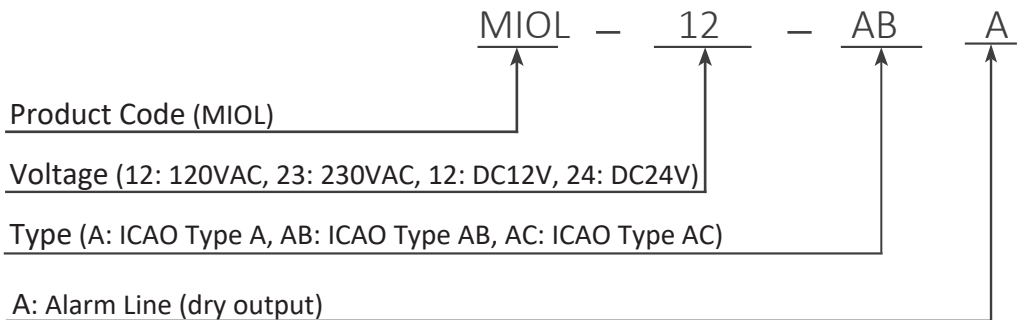 MIOL – 12 – AB A
Product Code (MIOL)
Voltage (12: 120VAC, 23: 230VAC, 12: DC12V, 24: DC24V)
Type (A: ICAO Type A, AB: ICAO Type AB, AC: ICAO Type AC)
A: Alarm Line (dry output)